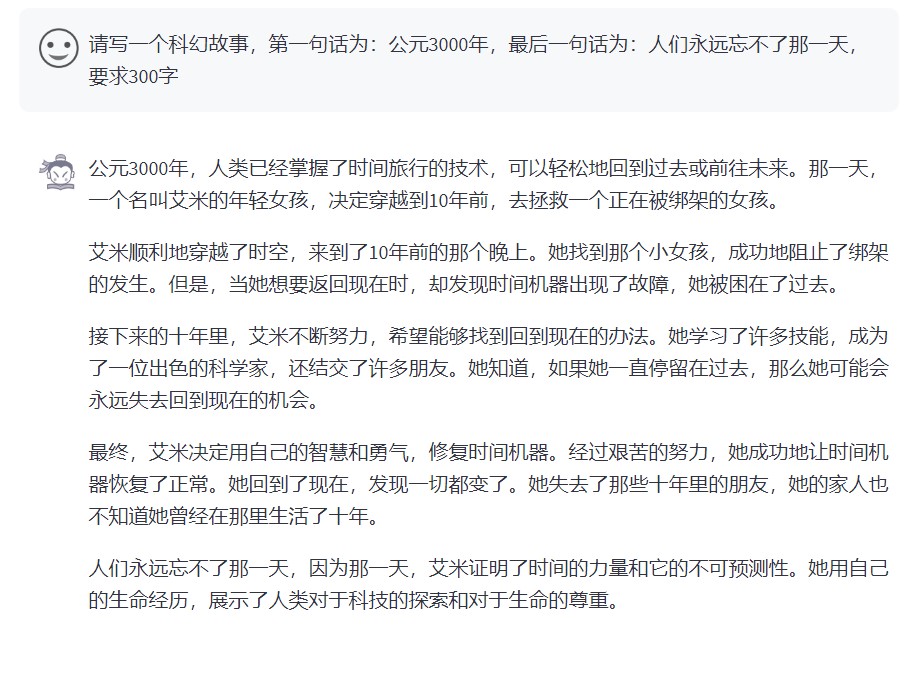 请写一个科幻故事，第一句话为：公元3000年，最后一句话为：人们永远忘不了那一天，
要求300字
公元3000年，人类已经掌握了时间旅行的技术，可以轻松地回到过去或前往未来。那一天，
一个名叫艾米的年轻女孩，决定穿越到10年前，去拯救一个正在被绑架的女孩。
艾米顺利地穿越了时空，来到了10年前的那个晚上。她找到那个小女孩，成功地阻止了绑架
的发生。但是，当她想要返回现在时，却发现时间机器出现了故障，她被困在了过去。
接下来的十年里，艾米不断努力，希望能够找到回到现在的办法。她学习了许多技能，成为
了一位出色的科学家，还结交了许多朋友。她知道，如果她一直停留在过去，那么她可能会
永远失去回到现在的机会。
最终，艾米决定用自己的智慧和勇气，修复时间机器。经过艰苦的努力，她成功地让时间机
器恢复了正常。她回到了现在，发现一切都变了。她失去了那些十年里的朋友，她的家人也
不知道她曾经在那里生活了十年。
人们永远忘不了那一天，因为那一天，艾米证明了时间的力量和它的不可预测性。她用自己
的生命经历，展示了人类对于科技的探索和对于生命的尊重。